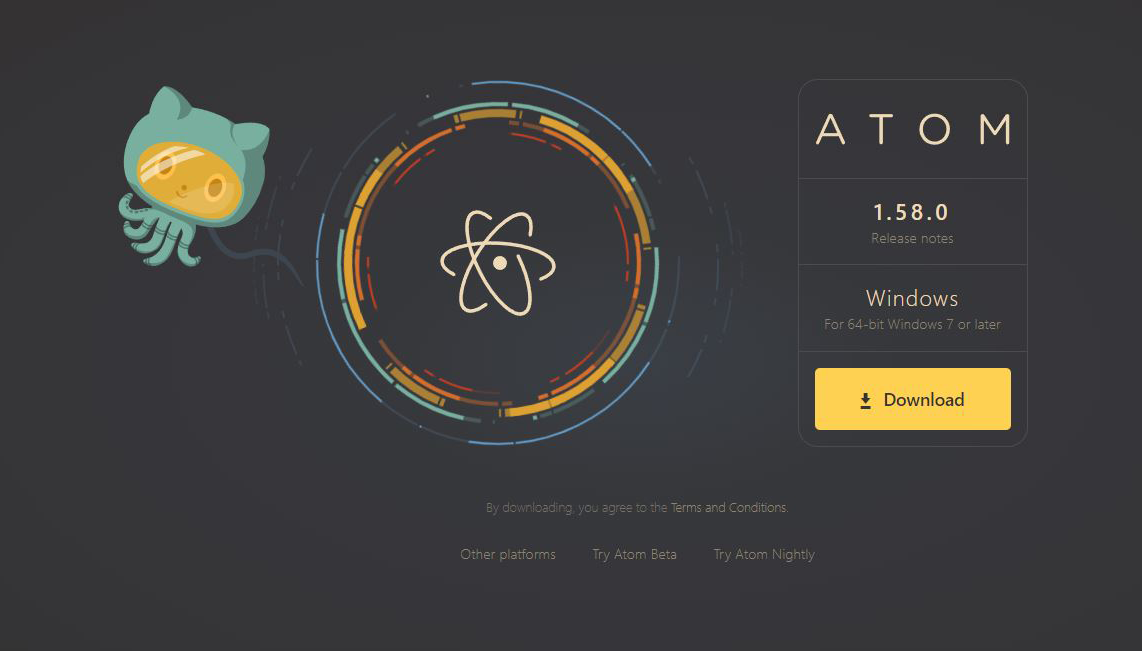 ATOM
1.58.0
Release notes
Windows
For 64-bit Windows 7 or later
Download
By downloading, you agree to the Terms and Conditions.
Other platforms Try Atom Beta Try Atom Nightly